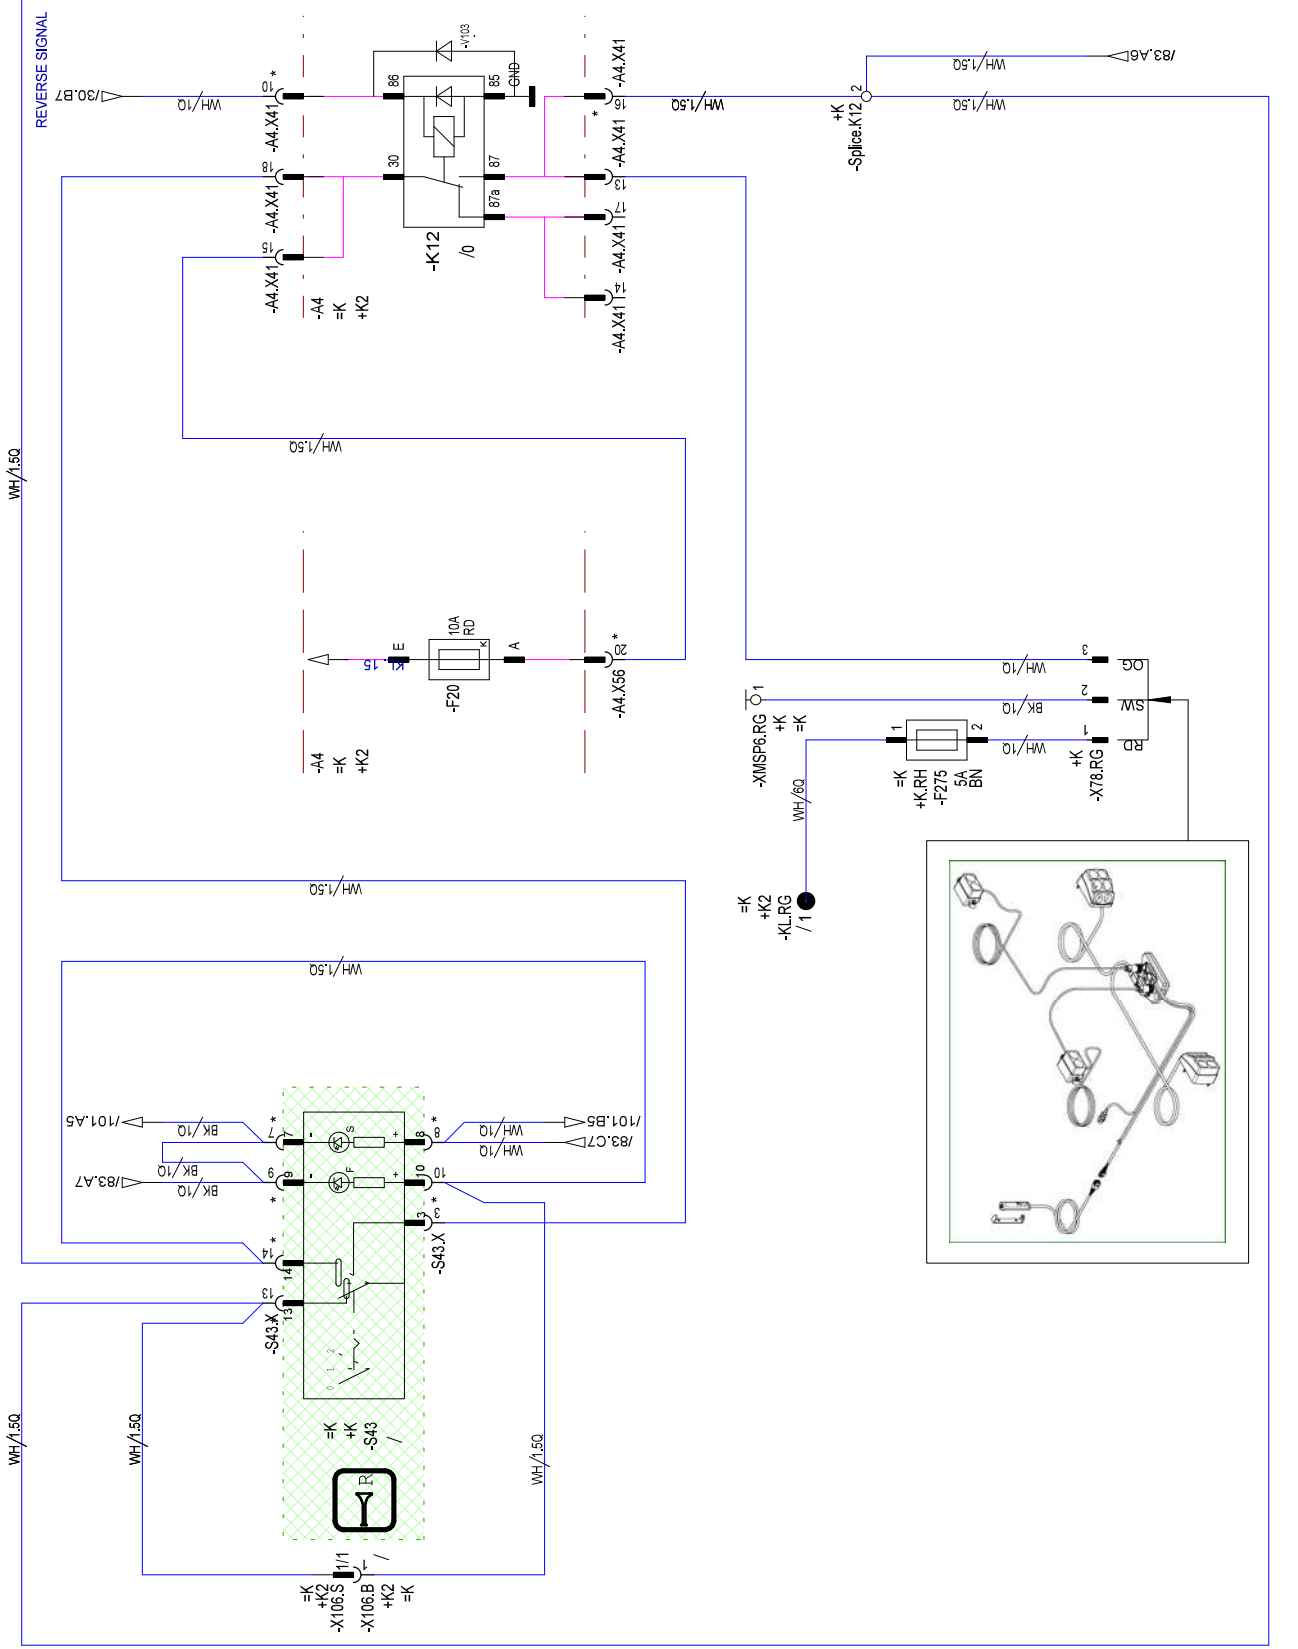 REVERSE SIGNAL
/30.B7
WH/1Q
10
*
-A4.X41
18
-A4.X41
15
-A4.X41
-A4
=K
+K2
-V103
86
85
GND
30
87
87a
-K12
/0
-A4.X41
16
*
-A4.X41
13
-A4.X41
17
-A4.X41
14
WH/1.5Q
+K
-Splice.K12
2
WH/1.5Q
/83.A6
WH/1.5Q
WH/1.5Q
WH/1.5Q
KL. 15
E
10A
RD
K
A
-F20
20
*
-A4.X56
-A4
=K
+K2
-XMSP6.RG
1
+K
=K
WH/1Q
3
OG
BK/1Q
2
SW
WH/1Q
1
RD
+K
-X78.RG
1
2
=K
+K.RH
-F275
5A
BN
WH/6Q
=K
+K2
-KL.RG
/ 1
WH/1.5Q
WH/1.5Q
/101.A5
BK/1Q
BK/1Q
/83.A7
BK/1Q
7
*
7
9
*
9
-
S
+
-
F
+
8
8
*
10
10
3
3
*
-S43.X
WH/1Q
/101.B5
WH/1Q
/83.C7
14
*
14
13
13
-S43.X
*
0 1 2
=K
+K
-S43
/
R
WH/1.5Q
WH/1.5Q
WH/1.5Q
=K
+K2
-X106.S
1/1
1
/
-X106.B
+K2
=K